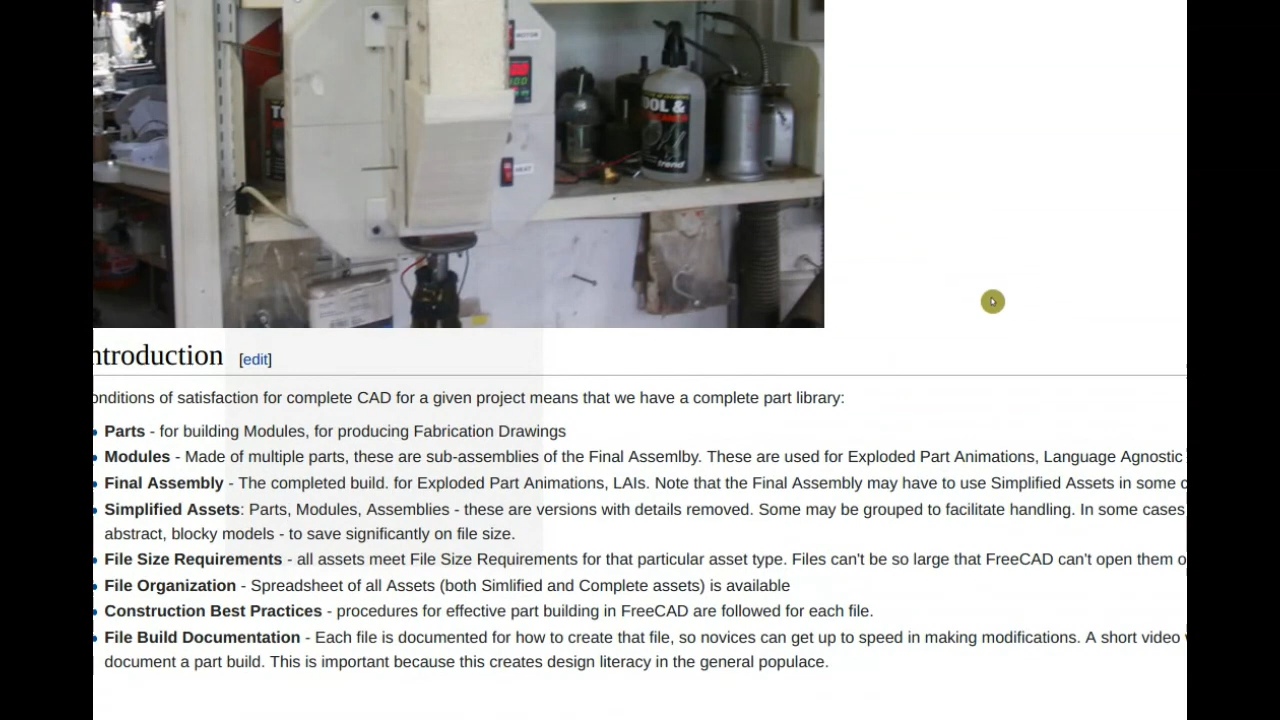 MOTOR
HEAT
TO
OOL &
trend
ntroduction [edit]
onditions of satisfaction for complete CAD for a given project means that we have a complete part library:
Parts - for building Modules, for producing Fabrication Drawings
Modules - Made of multiple parts, these are sub-assemblies of the Final Assemlby. These are used for Exploded Part Animations, Language Agnostic
Final Assembly - The completed build. for Exploded Part Animations, LAIs. Note that the Final Assembly may have to use Simplified Assets in some c
Simplified Assets: Parts, Modules, Assemblies - these are versions with details removed. Some may be grouped to facilitate handling. In some cases
abstract, blocky models - to save significantly on file size.
File Size Requirements - all assets meet File Size Requirements for that particular asset type. Files can't be so large that FreeCAD can't open them o
File Organization - Spreadsheet of all Assets (both Simlified and Complete assets) is available
Construction Best Practices - procedures for effective part building in FreeCAD are followed for each file.
File Build Documentation - Each file is documented for how to create that file, so novices can get up to speed in making modifications. A short video
document a part build. This is important because this creates design literacy in the general populace.